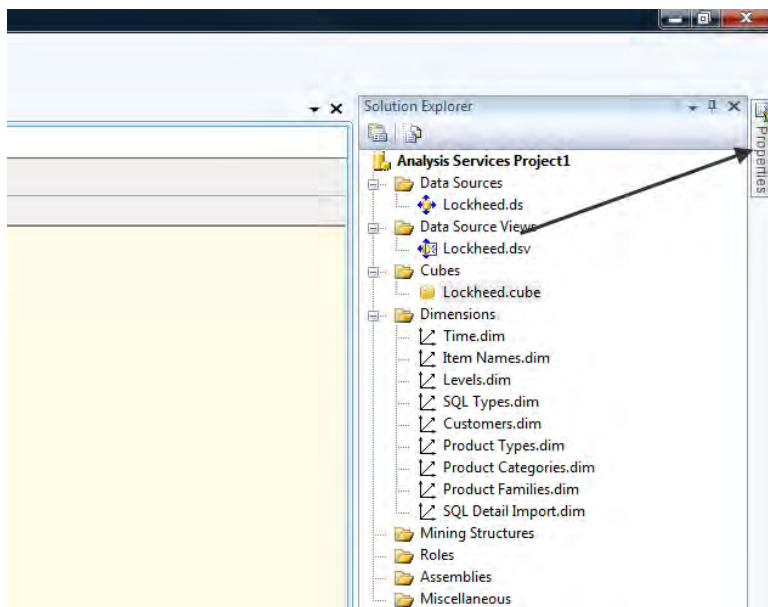 Solution Explorer
Properties
Analysis Services Project1
Data Sources
Lockheed.ds
Data Source Views
Lockheed.dsv
Cubes
Lockheed.cube
Dimensions
Time.dim
Item Names.dim
Levels.dim
SQL Types.dim
Customers.dim
Product Types.dim
Product Categories.dim
Product Families.dim
SQL Detail Import.dim
Mining Structures
Roles
Assemblies
Miscellaneous